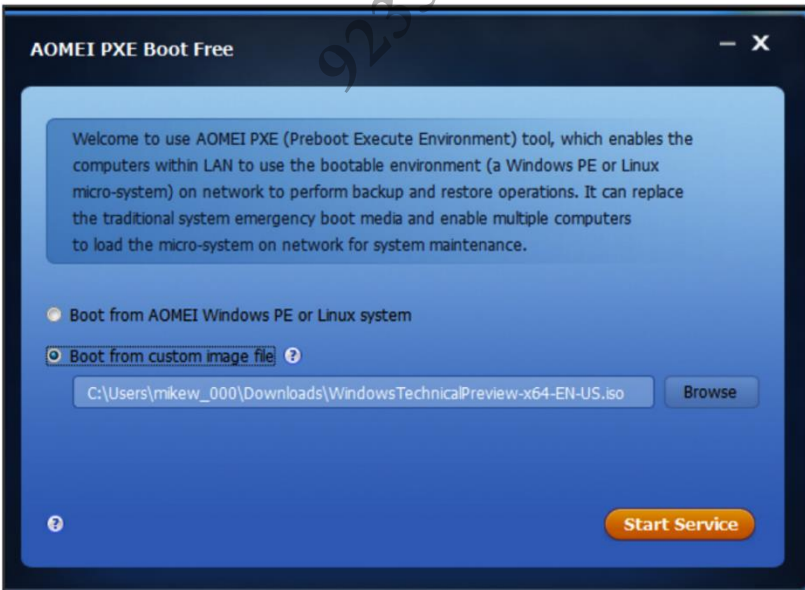 AOMEI PXE Boot Free
Welcome to use AOMEI PXE (Preboot Execute Environment) tool, which enables the
computers within LAN to use the bootable environment (a Windows PE or Linux
micro-system) on network to perform backup and restore operations. It can replace
the traditional system emergency boot media and enable multiple computers
to load the micro-system on network for system maintenance.
Boot from AOMEI Windows PE or Linux system
Boot from custom image file ?
C:\Users\mikew_000\Downloads\WindowsTechnicalPreview-x64-EN-US.iso Browse
? Start Service